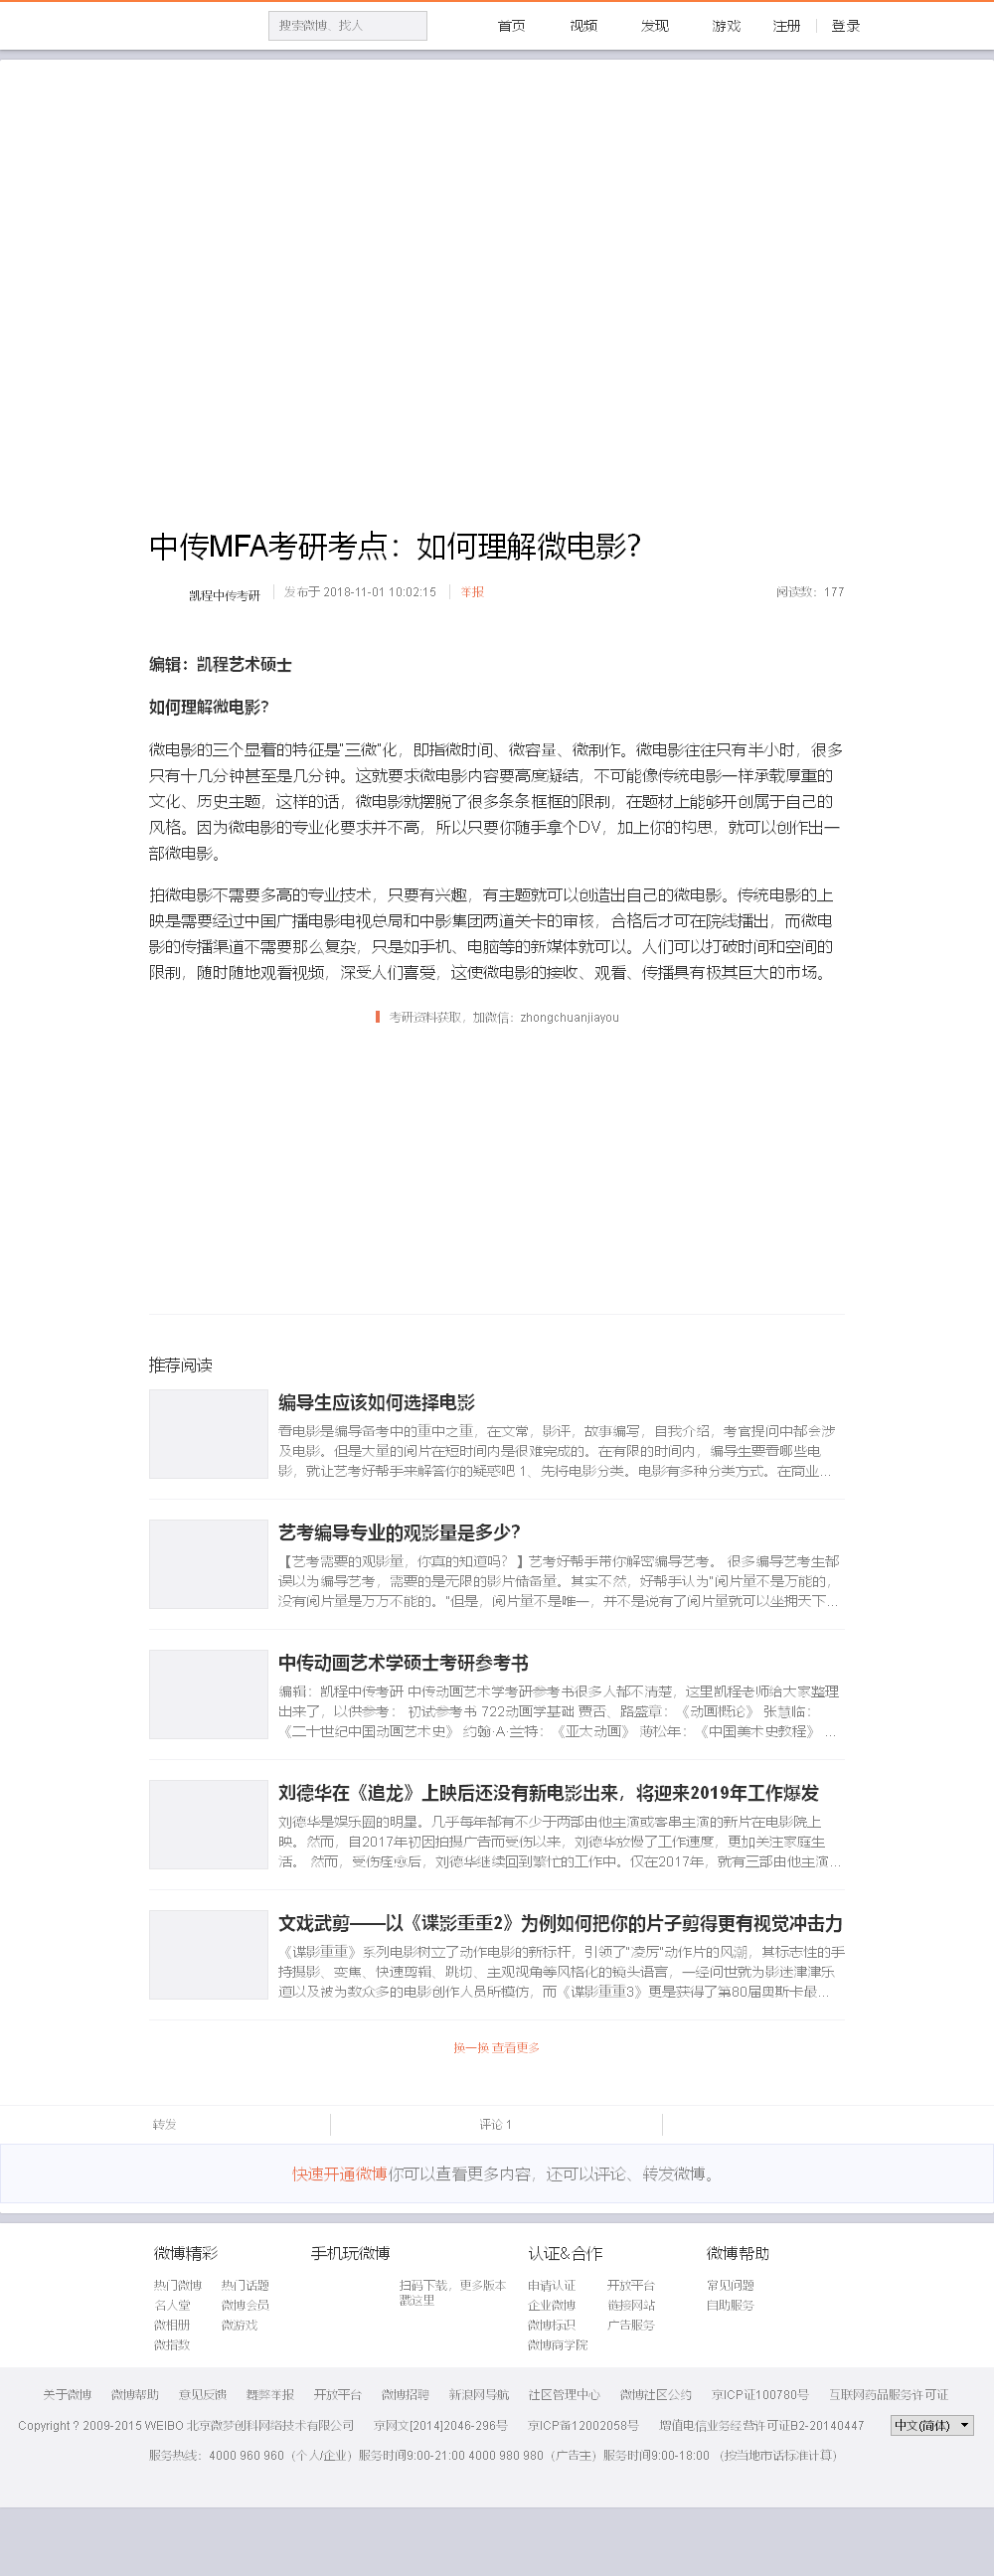 搜索微博、找人 首页 视频 发现 游戏 注册 登录
中传MFA考研考点：如何理解微电影？
凯程中传考研 发布于 2018-11-01 10:02:15 举报 阅读数：177
编辑：凯程艺术硕士
如何理解微电影?
微电影的三个显着的特征是"三微"化，即指微时间、微容量、微制作。微电影往往只有半小时，很多
只有十几分钟甚至是几分钟。这就要求微电影内容要高度凝结，不可能像传统电影一样承载厚重的
文化、历史主题，这样的话，微电影就摆脱了很多条条框框的限制，在题材上能够开创属于自己的
风格。因为微电影的专业化要求并不高，所以只要你随手拿个DV，加上你的构思，就可以创作出一
部微电影。
拍微电影不需要多高的专业技术，只要有兴趣，有主题就可以创造出自己的微电影。传统电影的上
映是需要经过中国广播电影电视总局和中影集团两道关卡的审核，合格后才可在院线播出，而微电
影的传播渠道不需要那么复杂，只是如手机、电脑等的新媒体就可以。人们可以打破时间和空间的
限制，随时随地观看视频，深受人们喜爱，这使微电影的接收、观看、传播具有极其巨大的市场。
考研资料获取，加微信：zhongchuanjiayou
推荐阅读
编导生应该如何选择电影
看电影是编导备考中的重中之重，在文常，影评，故事编写，自我介绍，考官提问中都会涉
及电影。但是大量的阅片在短时间内是很难完成的。在有限的时间内，编导生要看哪些电
影，就让艺考好帮手来解答你的疑惑吧 1、先将电影分类。电影有多种分类方式。在商业...
艺考编导专业的观影量是多少？
【艺考需要的观影量，你真的知道吗？】艺考好帮手带你解密编导艺考。 很多编导艺考生都
误以为编导艺考，需要的是无限的影片储备量。其实不然，好帮手认为"阅片量不是万能的，
没有阅片量是万万不能的。"但是，阅片量不是唯一，并不是说有了阅片量就可以坐拥天下...
中传动画艺术学硕士考研参考书
编辑：凯程中传考研 中传动画艺术学考研参考书很多人都不清楚，这里凯程老师给大家整理
出来了，以供参考： 初试参考书 722动画学基础 贾否、路盛章：《动画概论》 张慧临：
《二十世纪中国动画艺术史》 约翰·A·兰特：《亚太动画》 薄松年：《中国美术史教程》 ...
刘德华在《追龙》上映后还没有新电影出来，将迎来2019年工作爆发
刘德华是娱乐圈的明星。几乎每年都有不少于两部由他主演或客串主演的新片在电影院上
映。然而，自2017年初因拍摄广告而受伤以来，刘德华放慢了工作速度，更加关注家庭生
活。 然而，受伤痊愈后，刘德华继续回到繁忙的工作中。仅在2017年，就有三部由他主演...
文戏武剪——以《谍影重重2》为例如何把你的片子剪得更有视觉冲击力
《谍影重重》系列电影树立了动作电影的新标杆，引领了"凌厉"动作片的风潮，其标志性的手
持摄影、变焦、快速剪辑、跳切、主观视角等风格化的镜头语言，一经问世就为影迷津津乐
道以及被为数众多的电影创作人员所模仿，而《谍影重重3》更是获得了第80届奥斯卡最...
换一换 查看更多
转发 评论 1
快速开通微博你可以查看更多内容，还可以评论、转发微博。
微博精彩 手机玩微博 认证&合作 微博帮助
热门微博 热门话题 扫码下载，更多版本 申请认证 开放平台 常见问题
名人堂 微博会员 戳这里 企业微博 链接网站 自助服务
微相册 微游戏 微博标识 广告服务
微指数 微博商学院
关于微博 微博帮助 意见反馈 舞弊举报 开放平台 微博招聘 新浪网导航 社区管理中心 微博社区公约 京ICP证100780号 互联网药品服务许可证
Copyright ? 2009-2015 WEIBO 北京微梦创科网络技术有限公司 京网文[2014]2046-296号 京ICP备12002058号 增值电信业务经营许可证B2-20140447 中文(简体)
服务热线：4000 960 960（个人/企业）服务时间9:00-21:00 4000 980 980（广告主）服务时间9:00-18:00 （按当地市话标准计算）